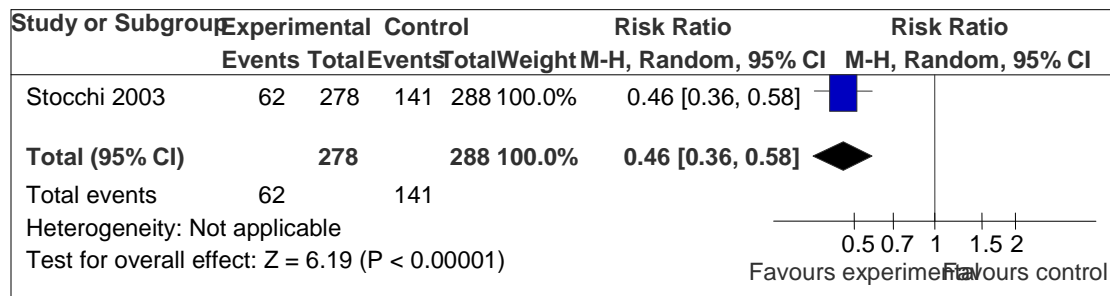 Study or Subgroup Experimental Control Risk Ratio Risk Ratio
Events Total Events Total Weight M-H, Random, 95% CI M-H, Random, 95% CI
Stocchi 2003 62 278 141 288 100.0% 0.46 [0.36, 0.58]
Total (95% CI) 278 288 100.0% 0.46 [0.36, 0.58]
Total events 62 141
Heterogeneity: Not applicable
Test for overall effect: Z = 6.19 (P < 0.00001)
0.5 0.7 1 1.5 2
Favours experimental Favours control